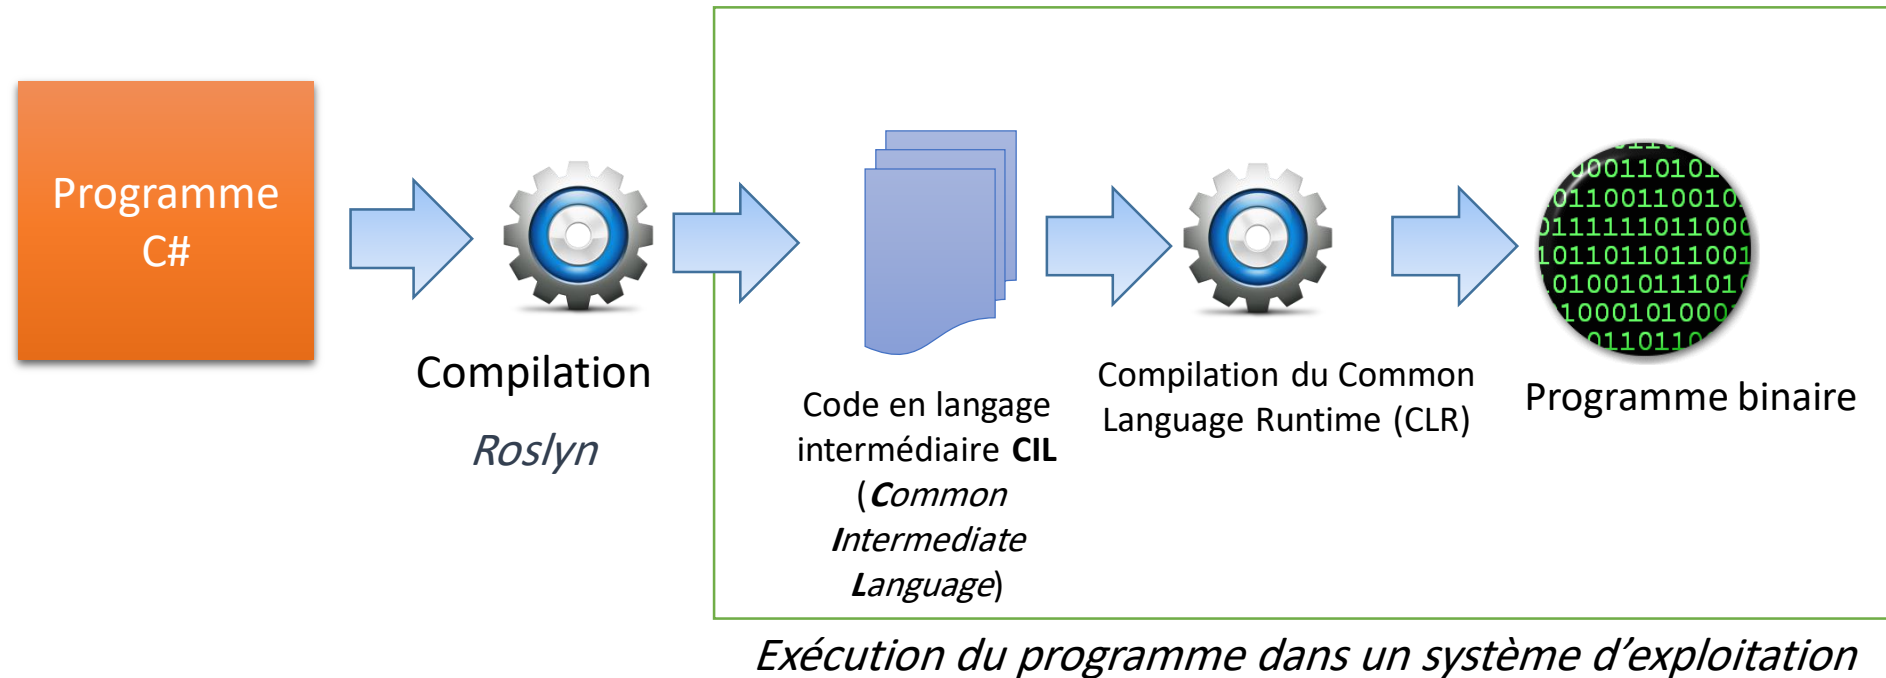 Programme
C#
Compilation
Roslyn
Code en langage
intermédiaire CIL
(Common
Intermediate
Language)
Compilation du Common
Language Runtime (CLR)
Programme binaire
Exécution du programme dans un système d’exploitation